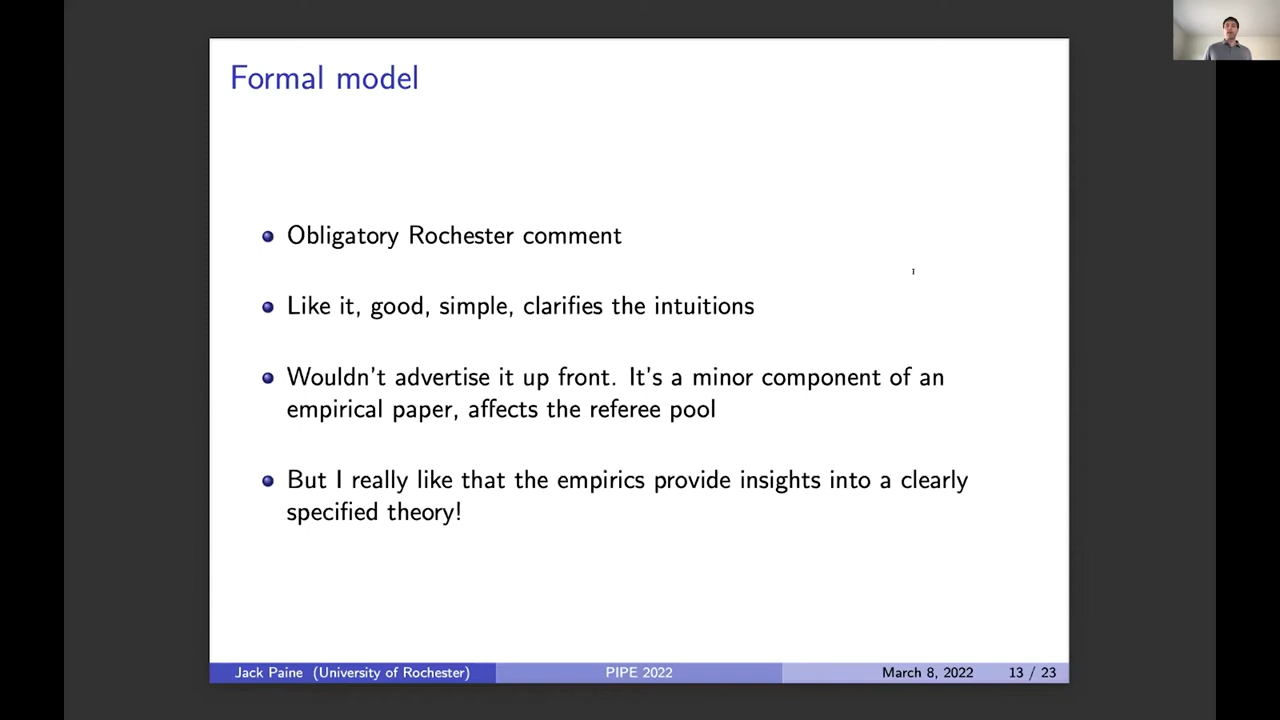 Formal model
Obligatory Rochester comment
Like it, good, simple, clarifies the intuitions
Wouldn't advertise it up front. It's a minor component of an
empirical paper, affects the referee pool
But I really like that the empirics provide insights into a clearly
specified theory!
Jack Paine (University of Rochester) PIPE 2022 March 8, 2022 13 / 23